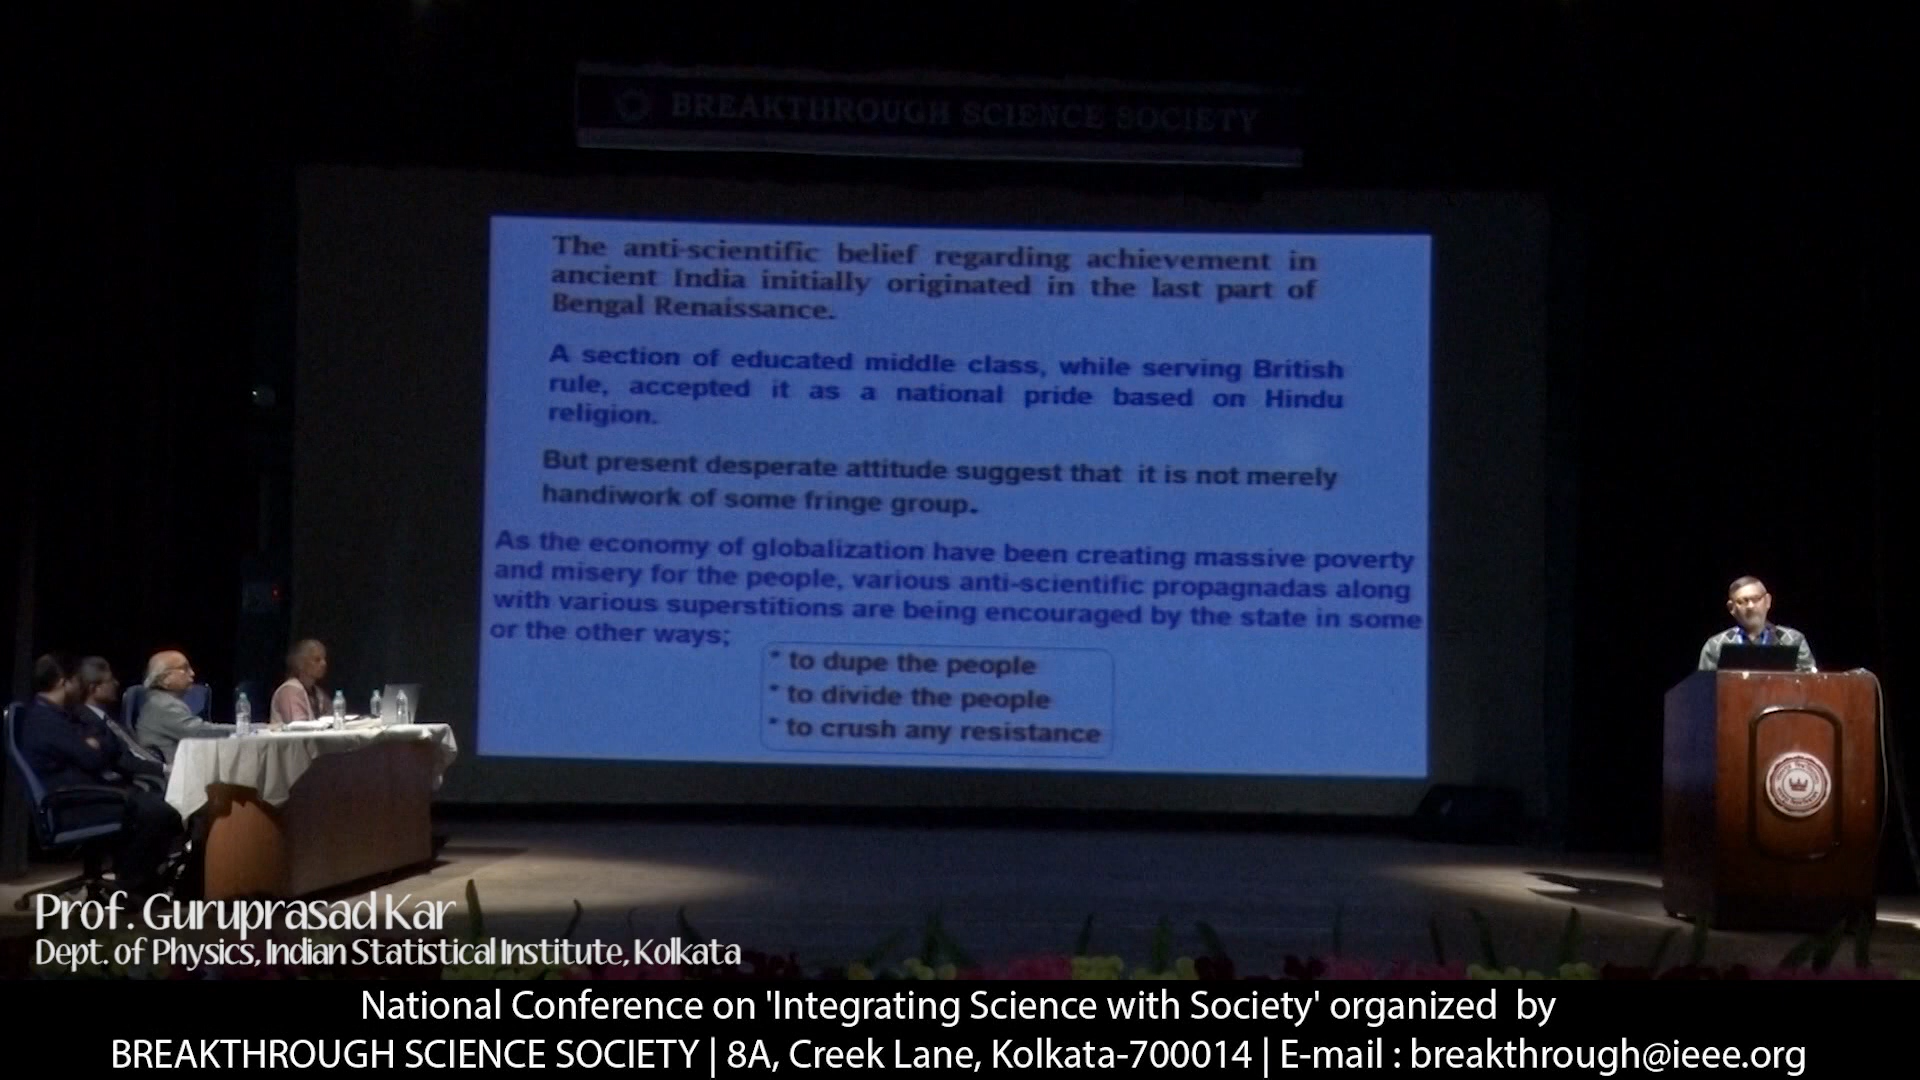 BREAKTHROUGH SCIENCE SOCIETY
The anti-scientific belief regarding achievement in
ancient India initially originated in the last part of
Bengal Renaissance.
A section of educated middle class, while serving British
rule, accepted it as a national pride based on Hindu
religion.
But present desperate attitude suggest that it is not merely
handiwork of some fringe group.
As the economy of globalization have been creating massive poverty
and misery for the people, various anti-scientific propagnadas along
with various superstitions are being encouraged by the state in some
or the other ways;
* to dupe the people
* to divide the people
* to crush any resistance
Prof. Guruprasad Kar
Dept. of Physics, Indian Statistical Institute, Kolkata
National Conference on 'Integrating Science with Society' organized by
BREAKTHROUGH SCIENCE SOCIETY | 8A, Creek Lane, Kolkata-700014 | E-mail : breakthrough@ieee.org